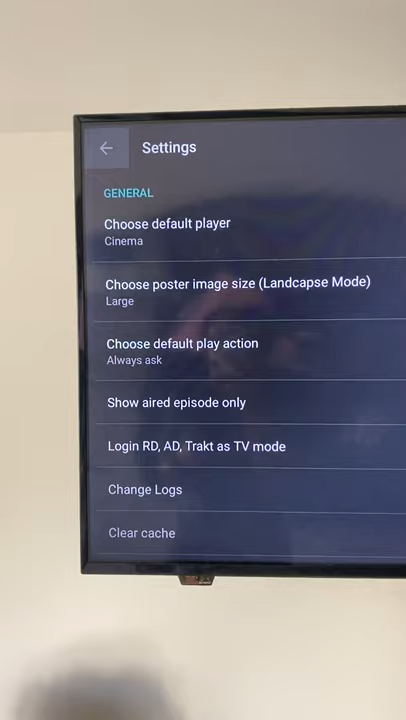 Settings
GENERAL
Choose default player
Cinema
Choose poster image size (Landcapse Mode)
Large
Choose default play action
Always ask
Show aired episode only
Login RD, AD, Trakt as TV mode
Change Logs
Clear cache